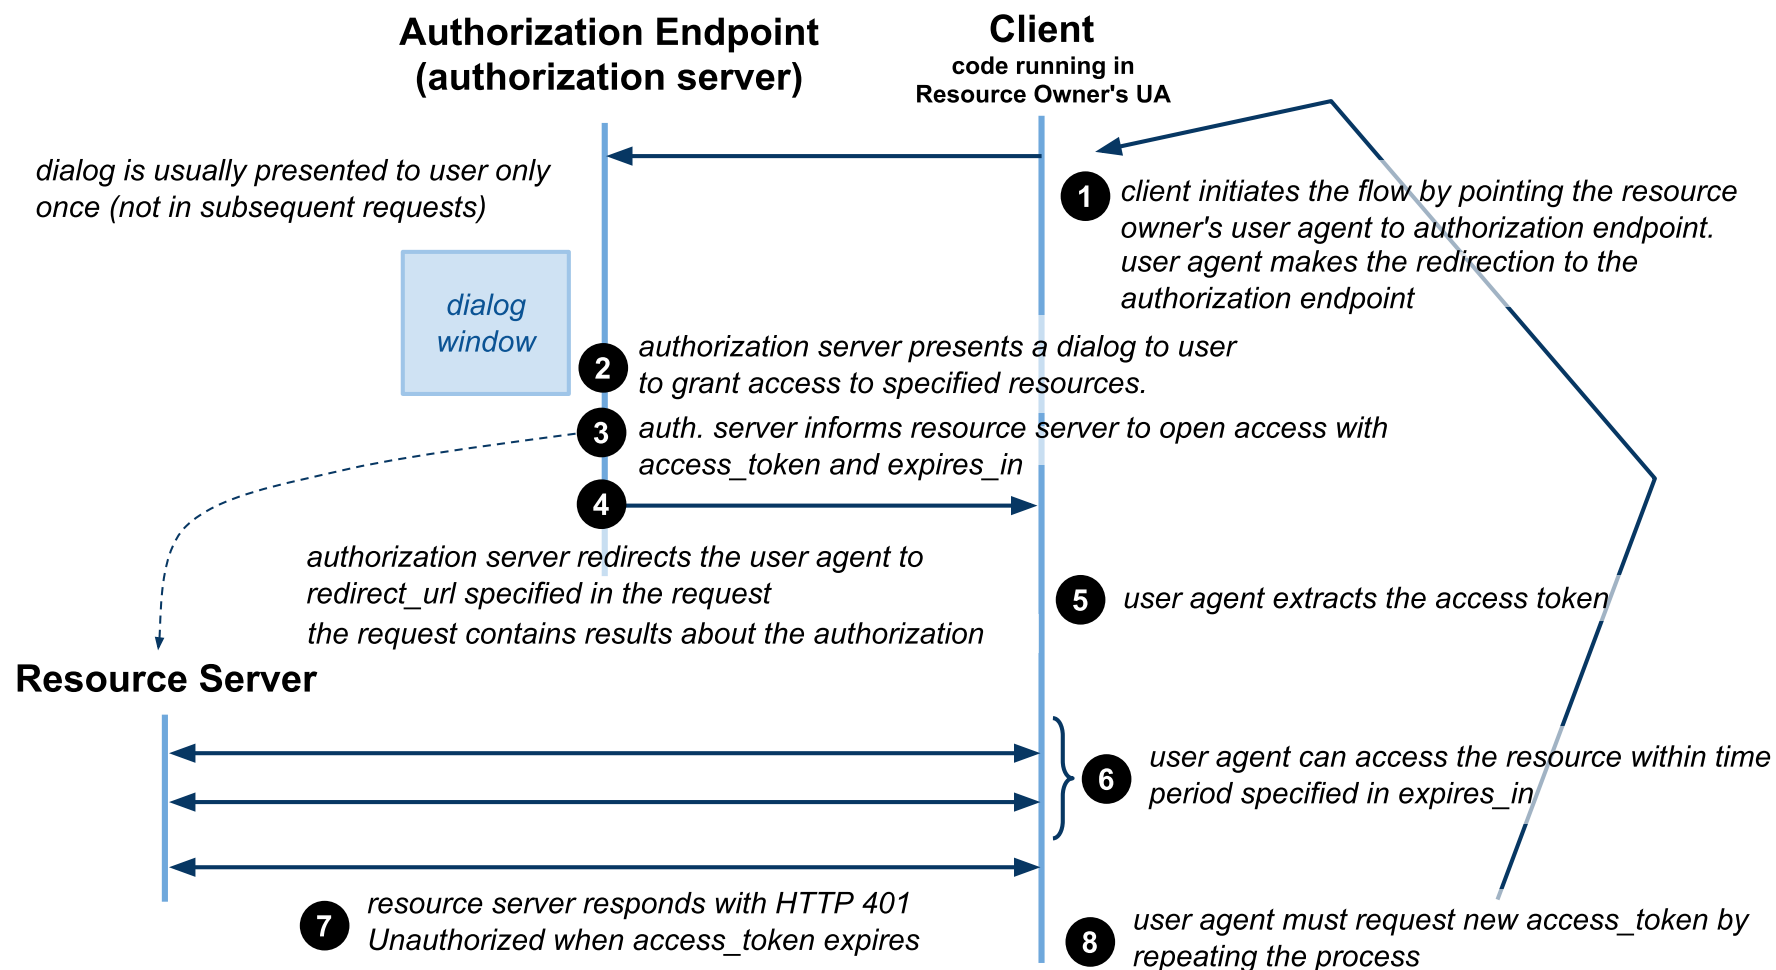 Authorization Endpoint
(authorization server)
Client
code running in
Resource Owner's UA
dialog is usually presented to user only
once (not in subsequent requests)
1
client initiates the flow by pointing the resource
owner's user agent to authorization endpoint.
user agent makes the redirection to the
authorization endpoint
dialog
window
2
authorization server presents a dialog to user
to grant access to specified resources.
3
auth. server informs resource server to open access with
access_token and expires_in
4
authorization server redirects the user agent to
redirect_url specified in the request
the request contains results about the authorization
5
user agent extracts the access token
Resource Server
6
user agent can access the resource within time
period specified in expires_in
7
resource server responds with HTTP 401
Unauthorized when access_token expires
8
user agent must request new access_token by
repeating the process